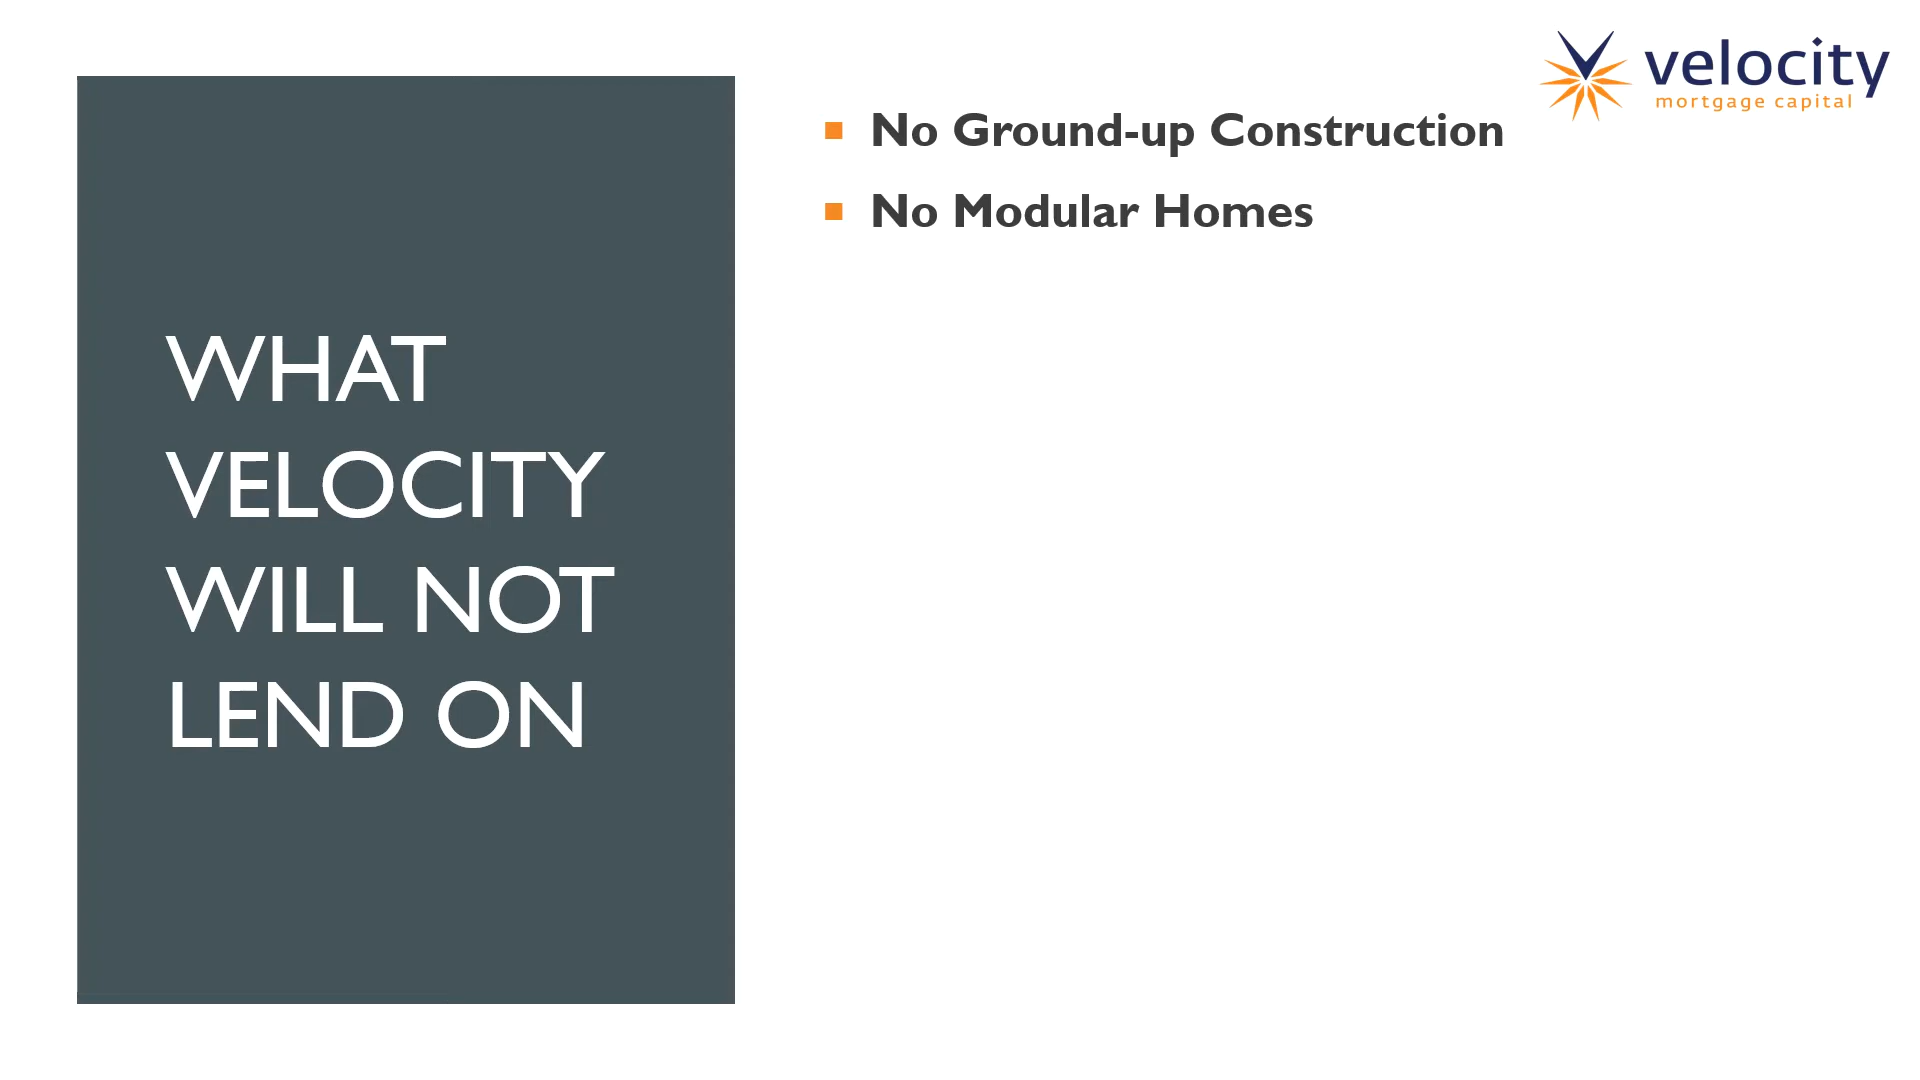 velocity
mortgage capital
WHAT
VELOCITY
WILL NOT
LEND ON
No Ground-up Construction
No Modular Homes